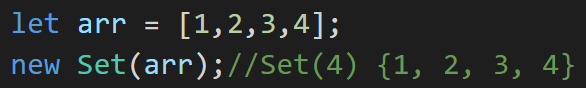 let arr = [1,2,3,4];
new Set(arr);//Set(4) {1, 2, 3, 4}